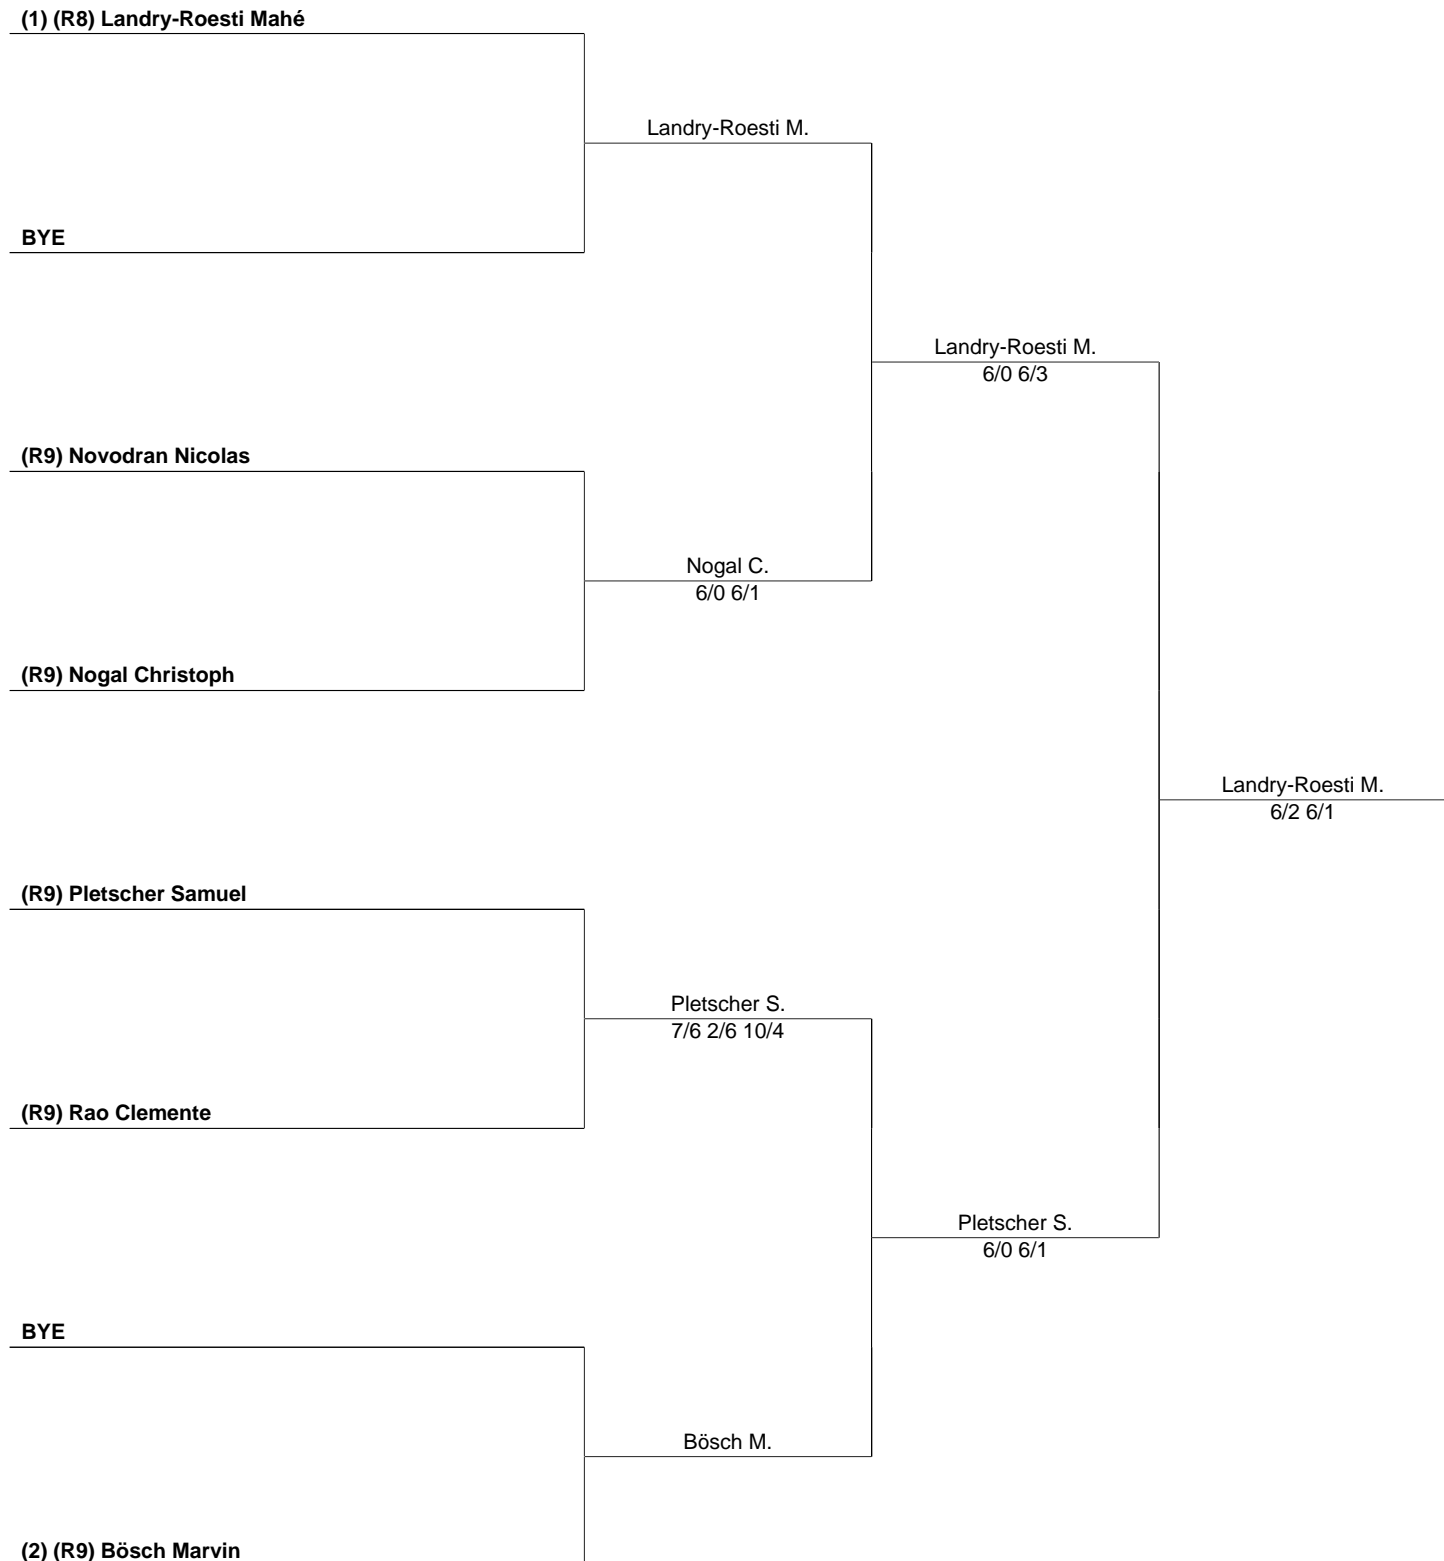 (1) (R8) Landry-Roesti Mahé
Landry-Roesti M.
BYE
Landry-Roesti M.
6/0 6/3
(R9) Novodran Nicolas
Nogal C.
6/0 6/1
(R9) Nogal Christoph
Landry-Roesti M.
6/2 6/1
(R9) Pletscher Samuel
Pletscher S.
7/6 2/6 10/4
(R9) Rao Clemente
Pletscher S.
6/0 6/1
BYE
Bösch M.
(2) (R9) Bösch Marvin